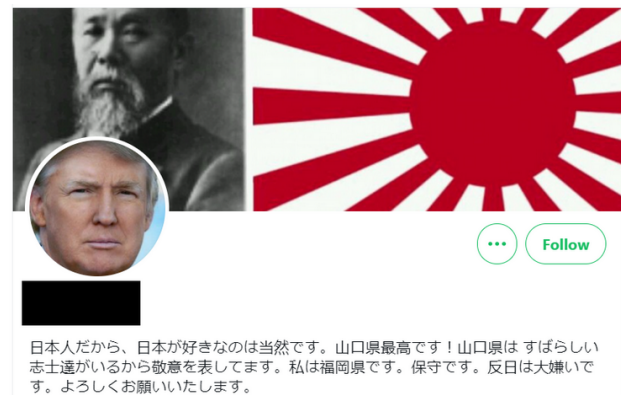 •••
Follow
日本人だから、日本が好きなのは当然です。山口県最高です！山口県は すばらしい
志士達がいるから敬意を表してます。私は福岡県です。保守です。反日は大嫌いで
す。よろしくお願いいたします。